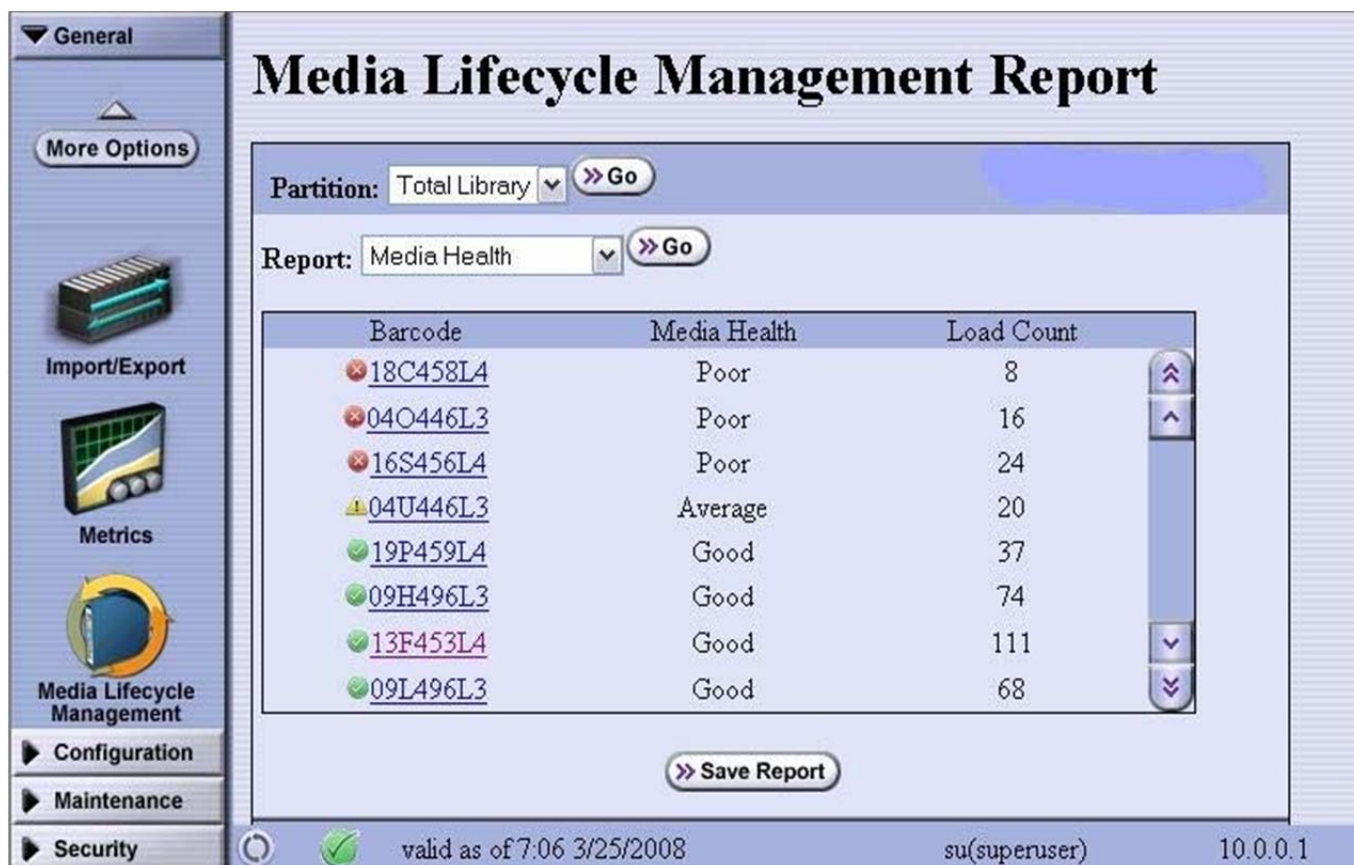 General
More Options
Import/Export
Metrics
Media Lifecycle
Management
Configuration
Maintenance
Security
Media Lifecycle Management Report
Partition: Total Library Go
Report: Media Health Go
Barcode Media Health Load Count
18C458L4 Poor 8
04O446L3 Poor 16
16S456L4 Poor 24
04U446L3 Average 20
19P459L4 Good 37
09H496L3 Good 74
13F453L4 Good 111
09L496L3 Good 68
Save Report
valid as of 7:06 3/25/2008 su(superuser) 10.0.0.1